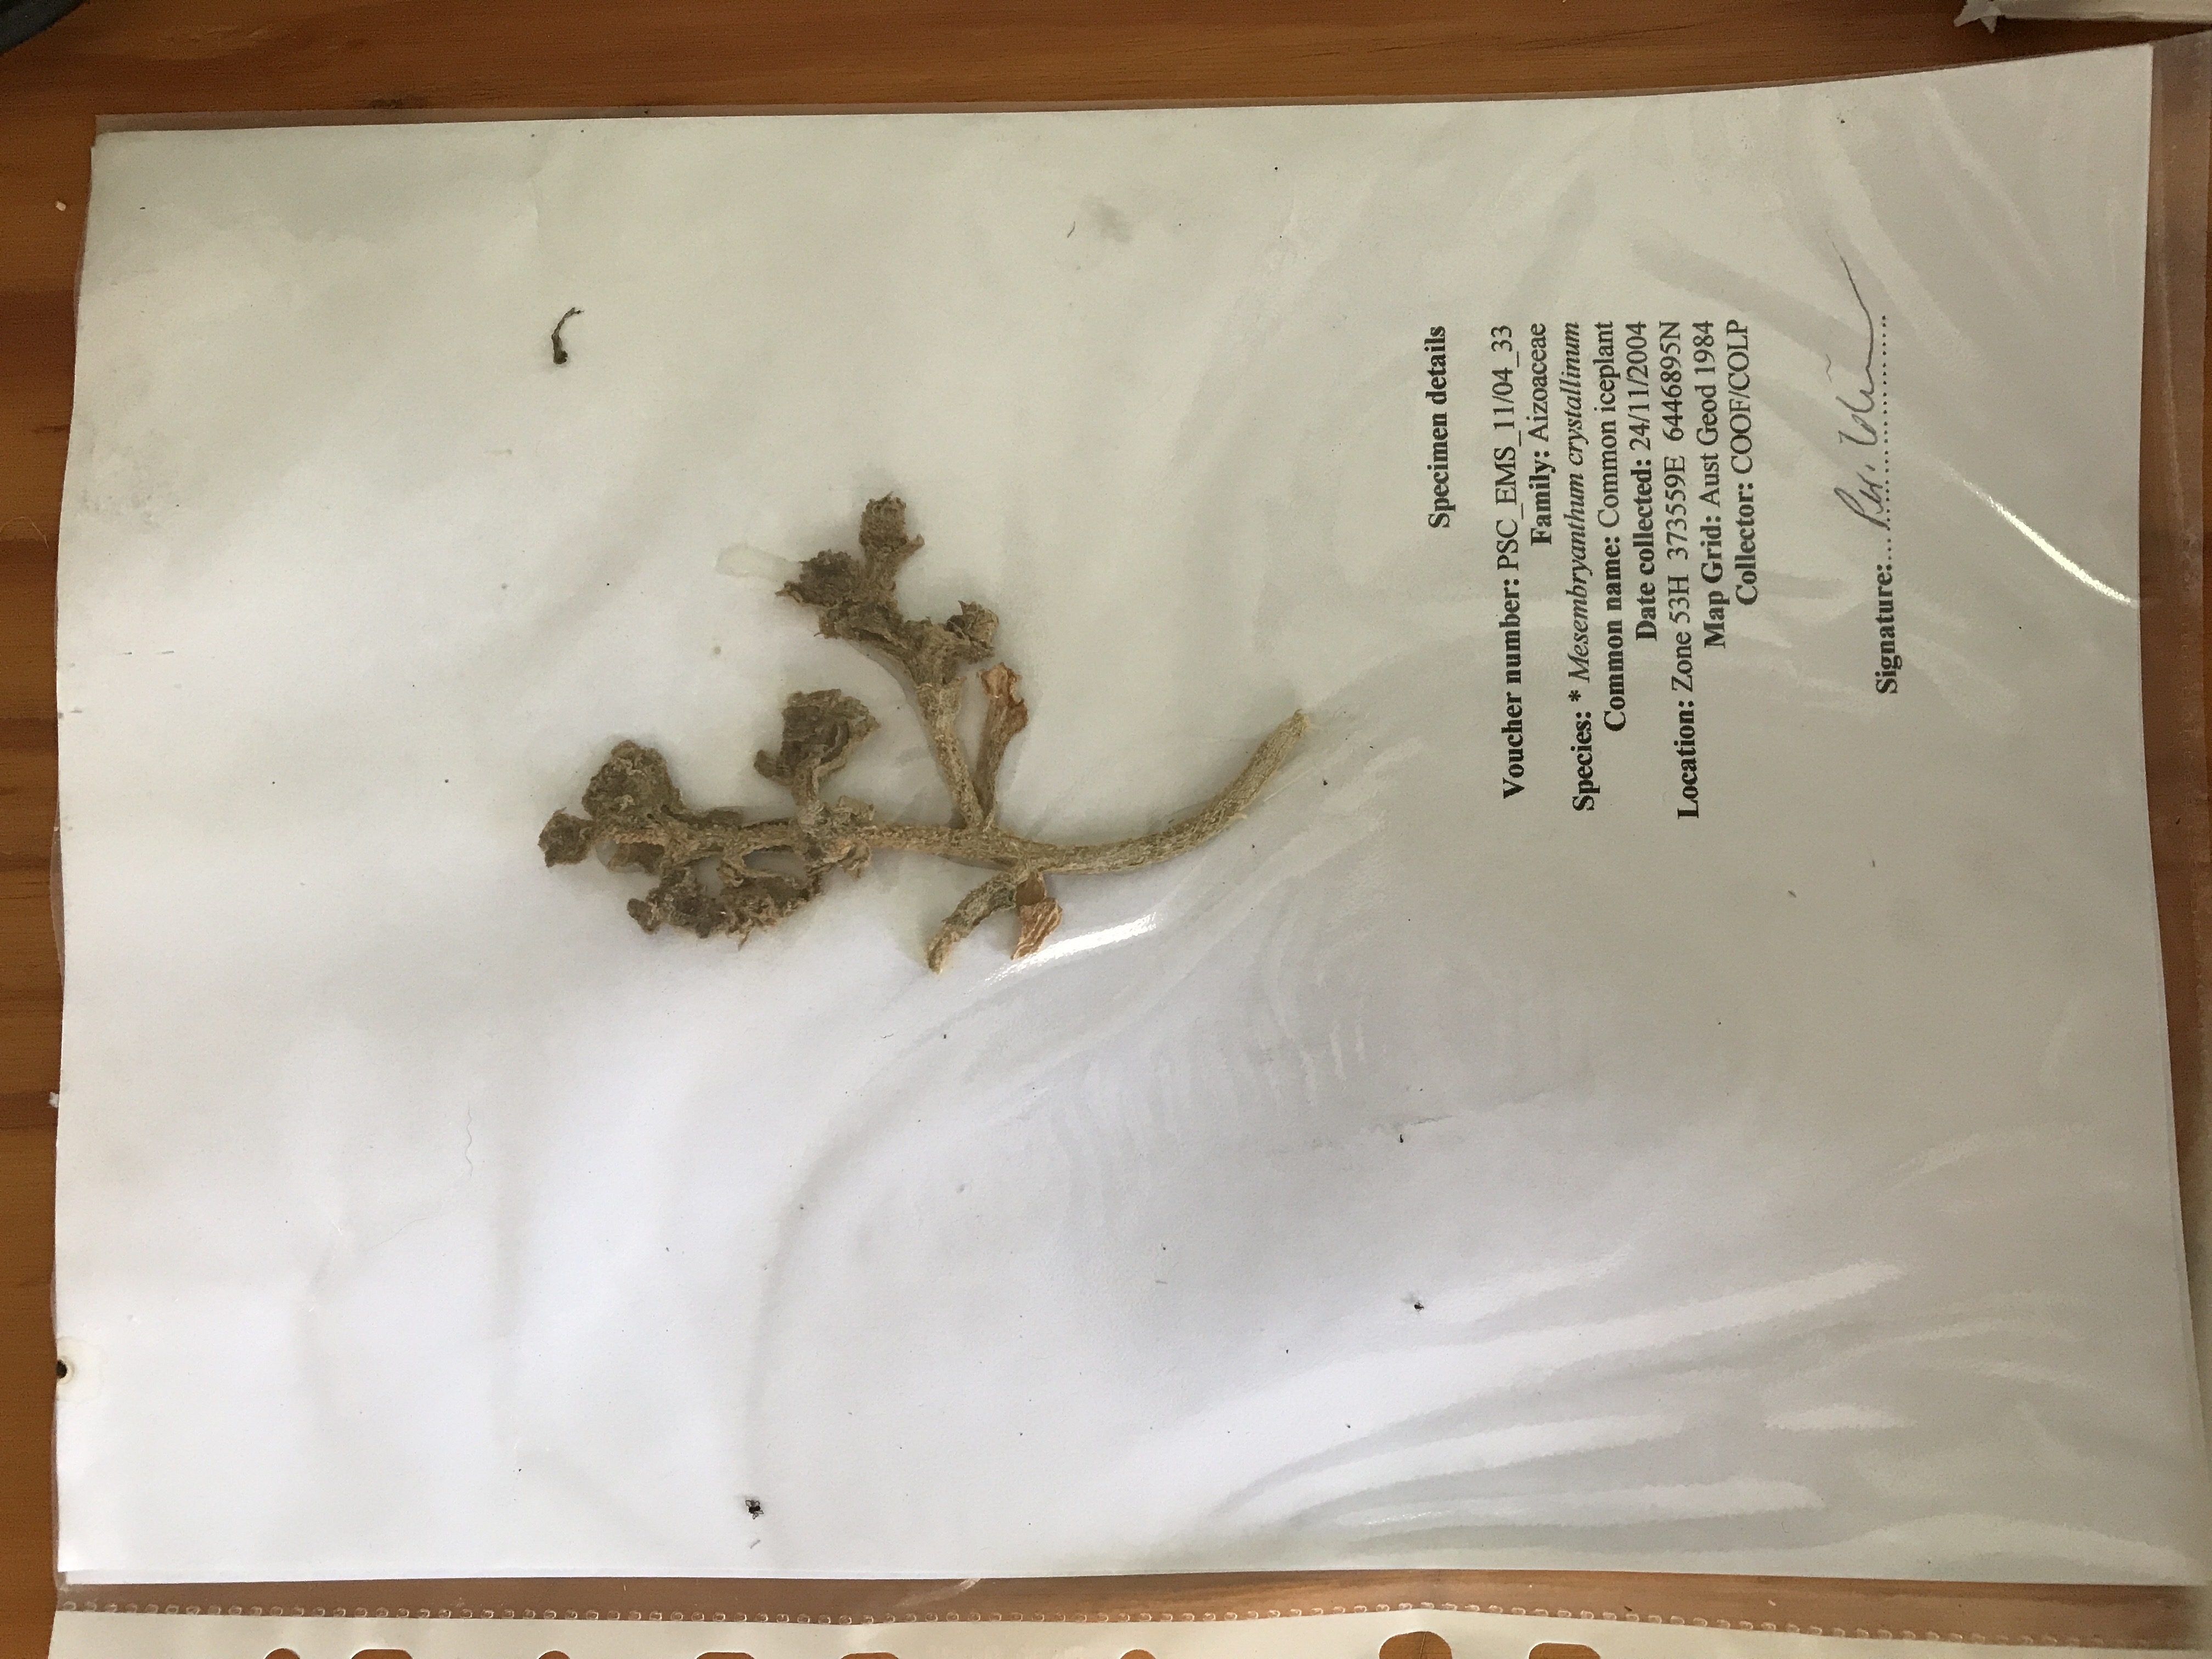 Specimen details
Voucher number: PSC_EMS_11/04_33
Family: Aizoaceae
Species: * Mesembryanthum crystallinum
Common name: Common iceplant
Date collected: 24/11/2004
Location: Zone 53H 373559E 6446895N
Map Grid: Aust Geod 1984
Collector: COOF/COLP
Signature: